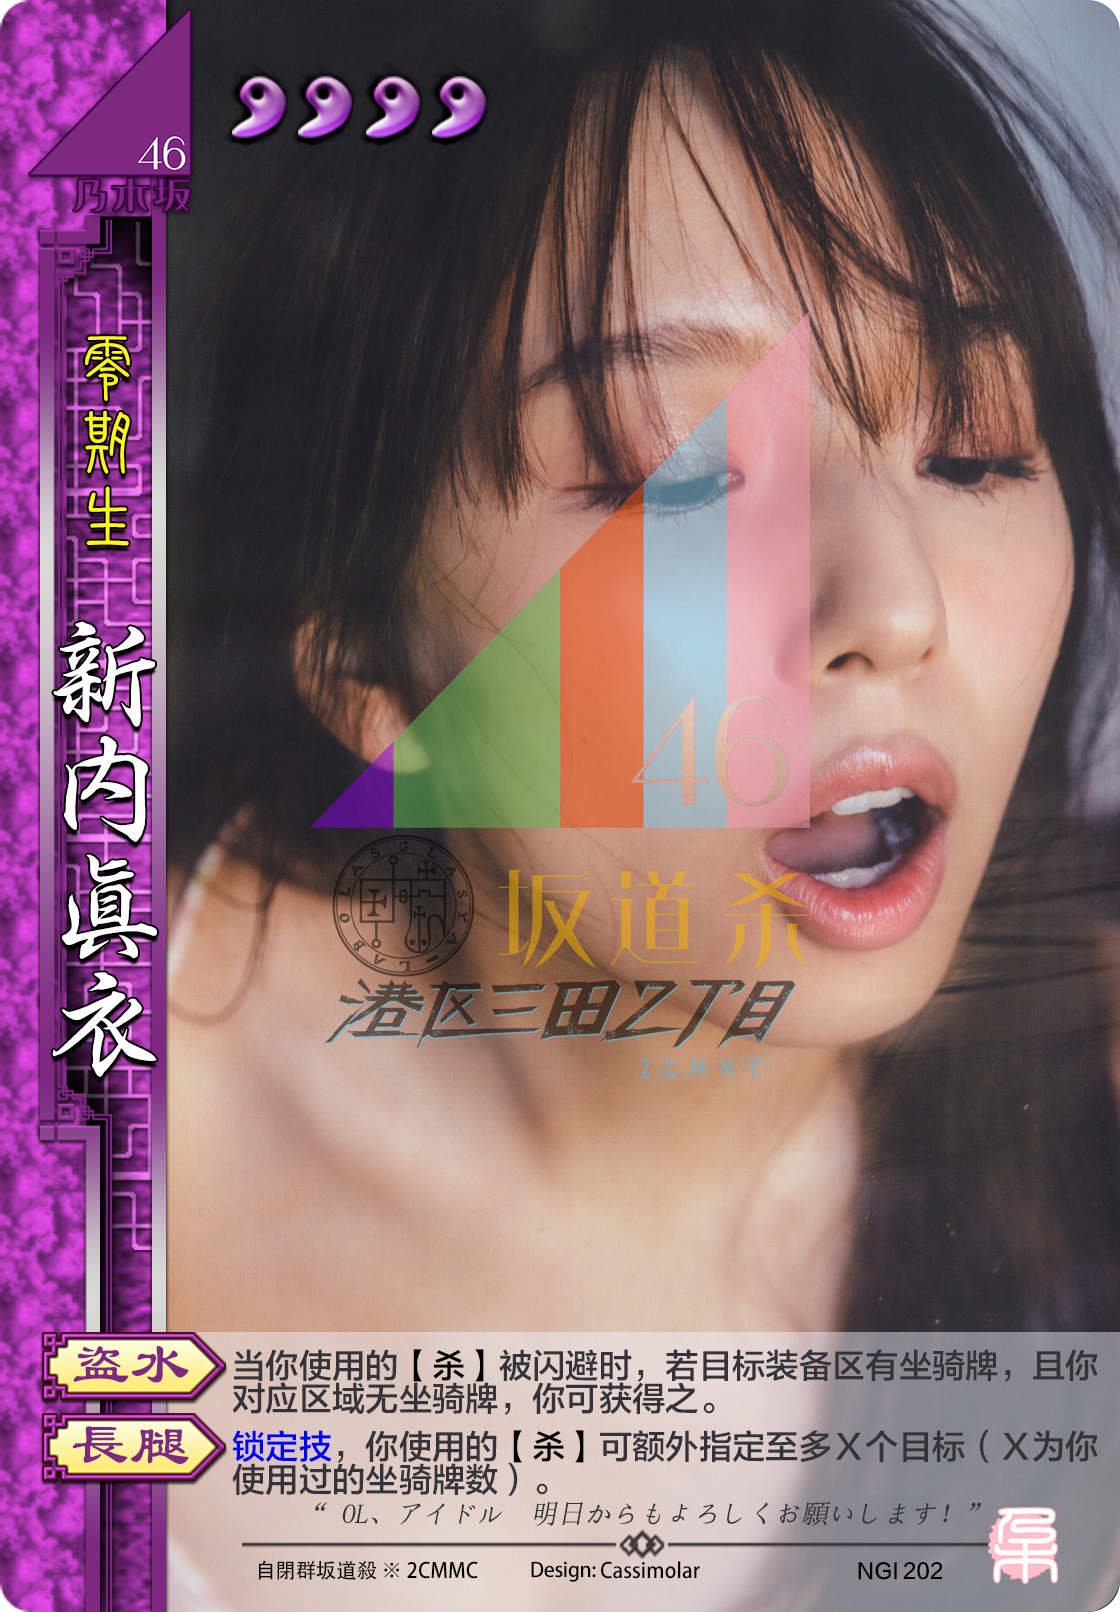 46
乃木坂
零期生
新内眞衣
46
GLASYA-LABOLAS
坂道杀
港区三田2丁目
2.C.M.M.C
盗水
当你使用的【杀】被闪避时，若目标装备区有坐骑牌，且你
对应区域无坐骑牌，你可获得之。
長腿
锁定技，你使用的【杀】可额外指定至多X个目标（X为你
使用过的坐骑牌数）。
“ OL、アイドル　明日からもよろしくお願いします！”
自閉群坂道殺 ※ 2CMMC
Design: Cassimolar
NGI 202